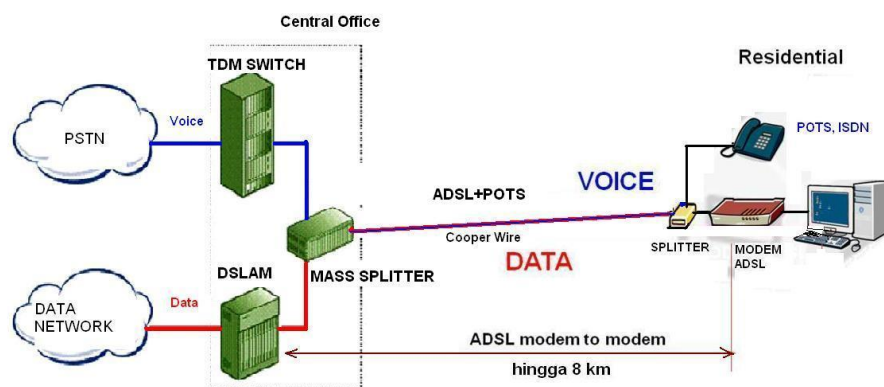 Central Office
TDM SWITCH
Residential
PSTN
Voice
POTS, ISDN
VOICE
ADSL+POTS
Cooper Wire
DATA
SPLITTER
MODEM
ADSL
DSLAM
MASS SPLITTER
DATA
NETWORK
Data
ADSL modem to modem
hingga 8 km